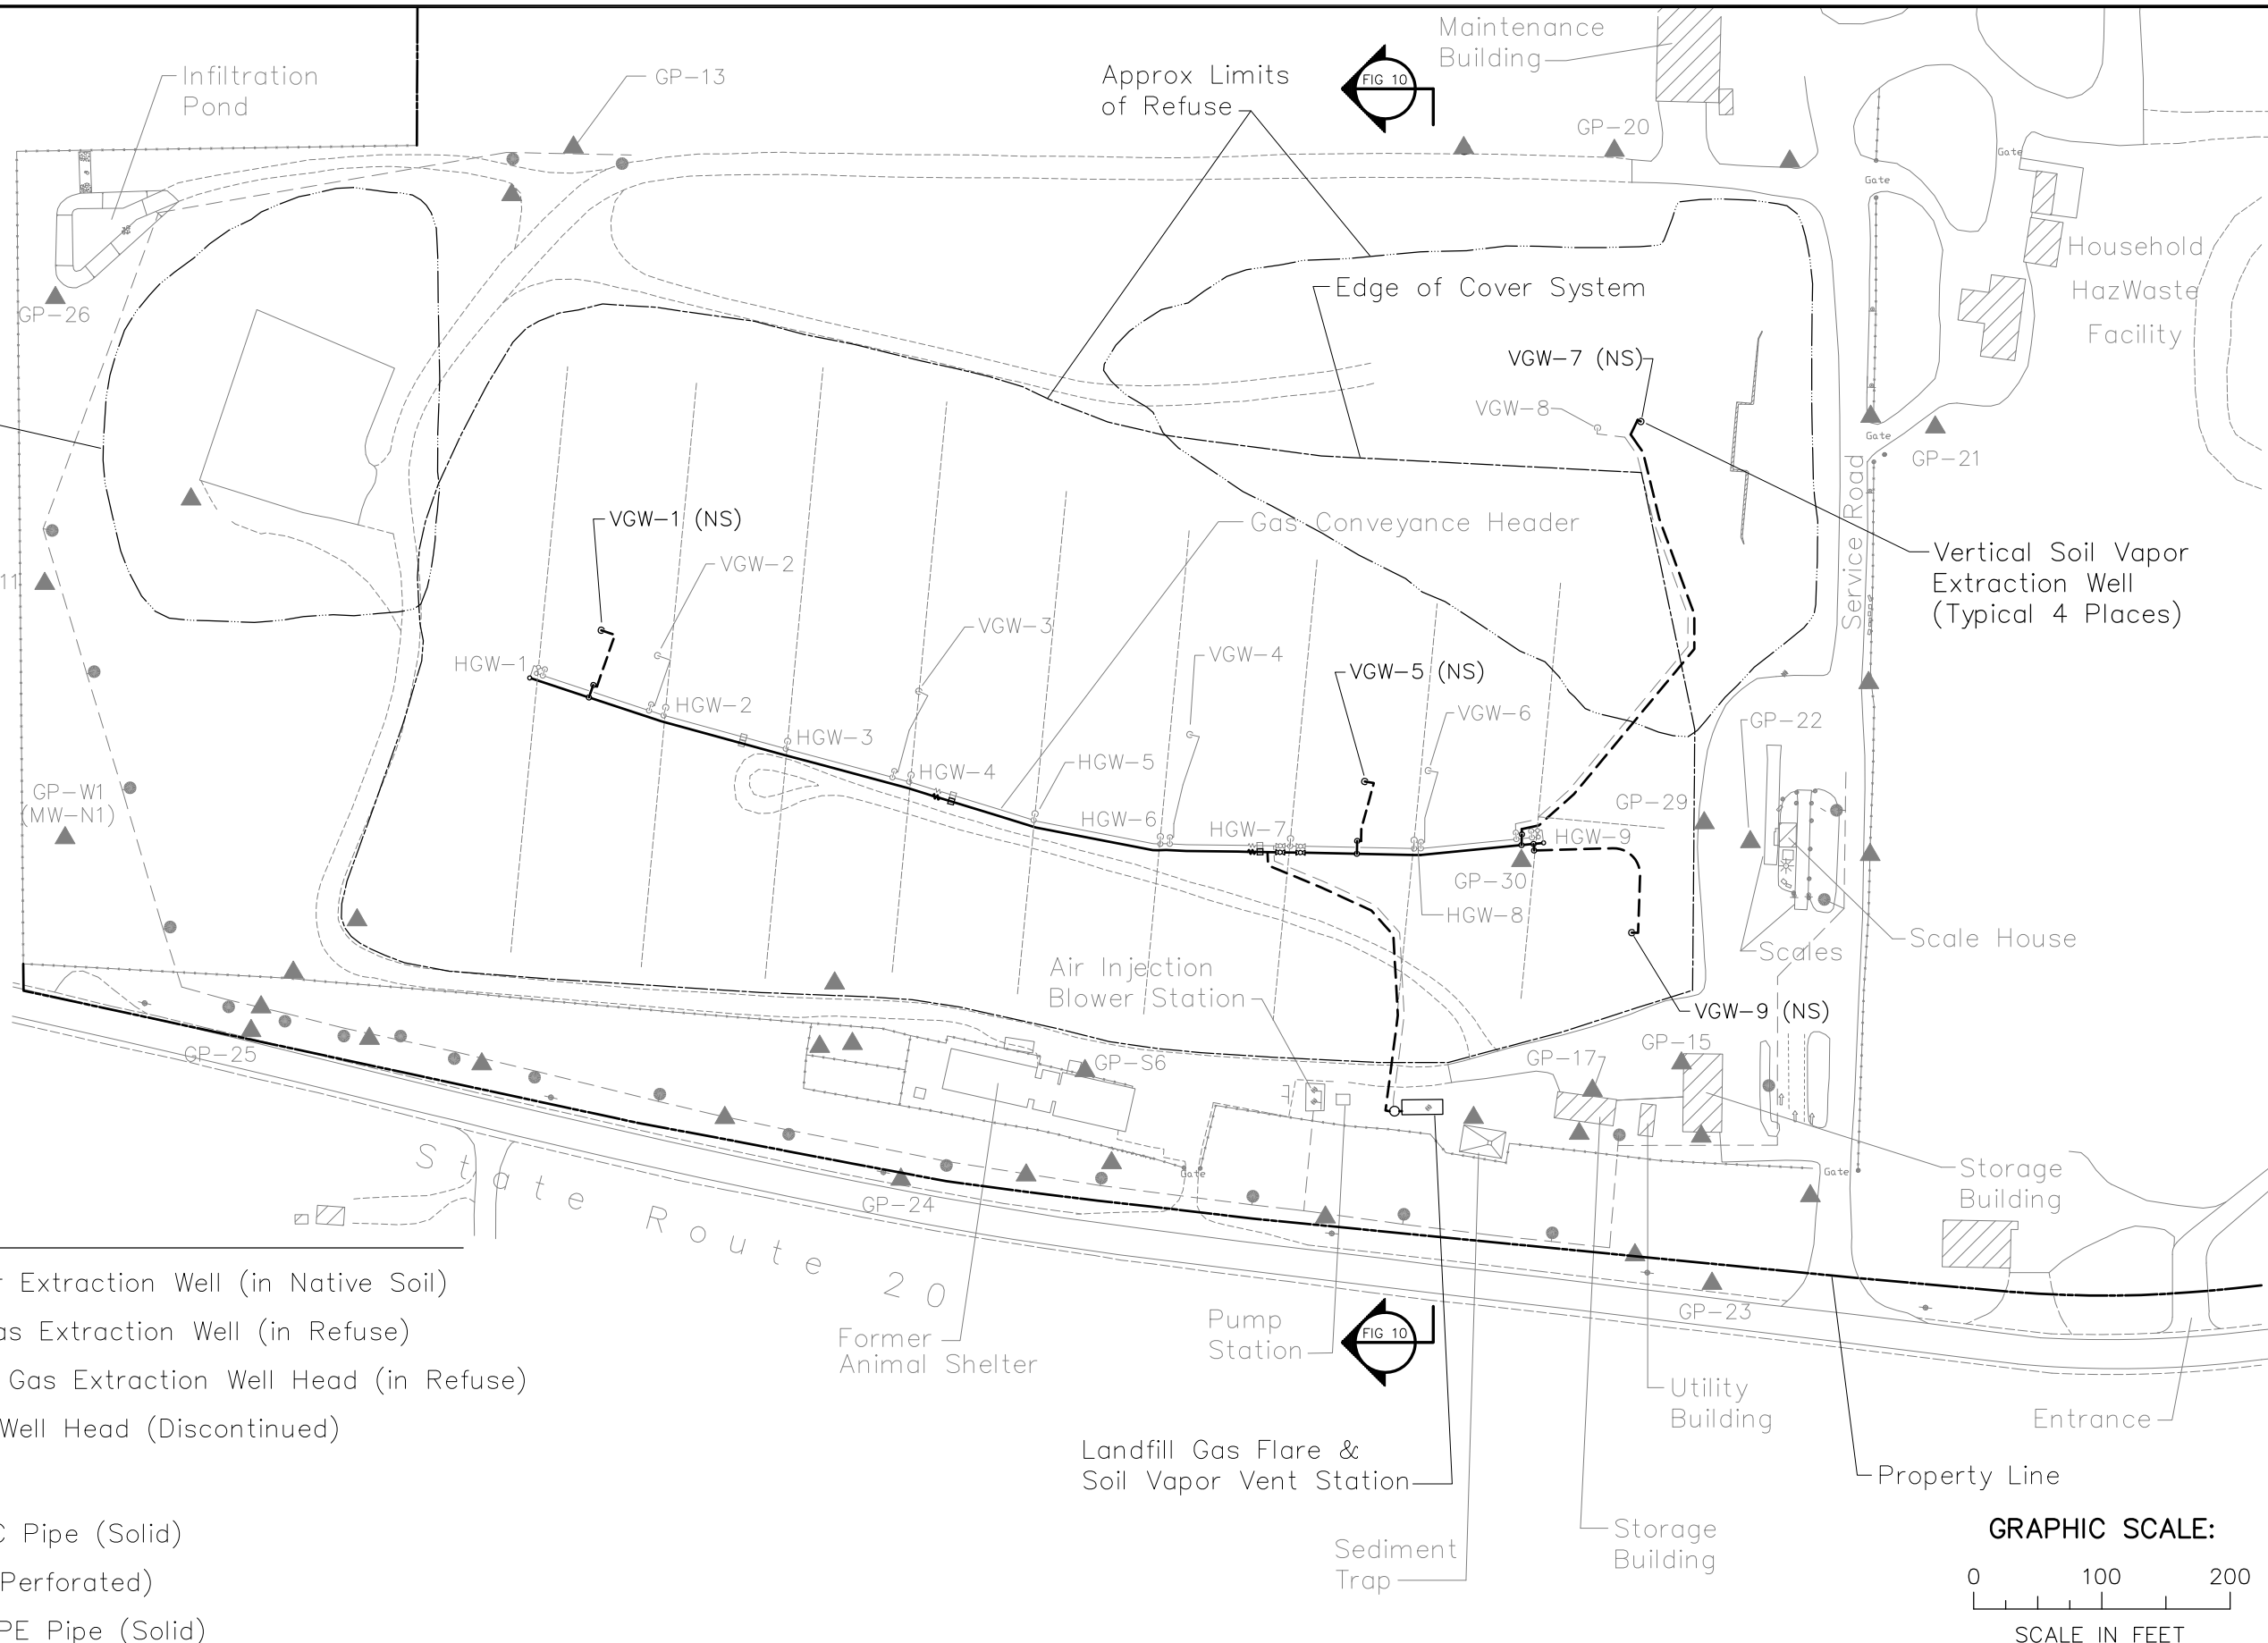 Infiltration
Pond
GP-13
Approx Limits
of Refuse
FIG 10
Maintenance
Building
GP-20
Gate
Gate
Household
HazWaste
Facility
GP-26
Edge of Cover System
VGW-7 (NS)
VGW-8
Gate
GP-21
VGW-1 (NS)
Gas Conveyance Header
VGW-2
Service Road
Vertical Soil Vapor
Extraction Well
(Typical 4 Places)
11
VGW-3
HGW-1
VGW-4
VGW-5 (NS)
HGW-2
VGW-6
GP-22
HGW-3
HGW-4
HGW-5
GP-W1
(MW-N1)
HGW-6
HGW-7
GP-29
HGW-9
GP-30
HGW-8
Scales
Scale House
Air Injection
Blower Station
VGW-9 (NS)
GP-25
GP-S6
GP-17
GP-15
State Route 20
Gate
Gate
GP-24
Storage
Building
r Extraction Well (in Native Soil)
as Extraction Well (in Refuse)
Gas Extraction Well Head (in Refuse)
Well Head (Discontinued)
C Pipe (Solid)
(Perforated)
PE Pipe (Solid)
Former
Animal Shelter
Pump
Station
FIG 10
GP-23
Utility
Building
Entrance
Landfill Gas Flare &
Soil Vapor Vent Station
Property Line
Sediment
Trap
Storage
Building
GRAPHIC SCALE:
0 100 200
SCALE IN FEET